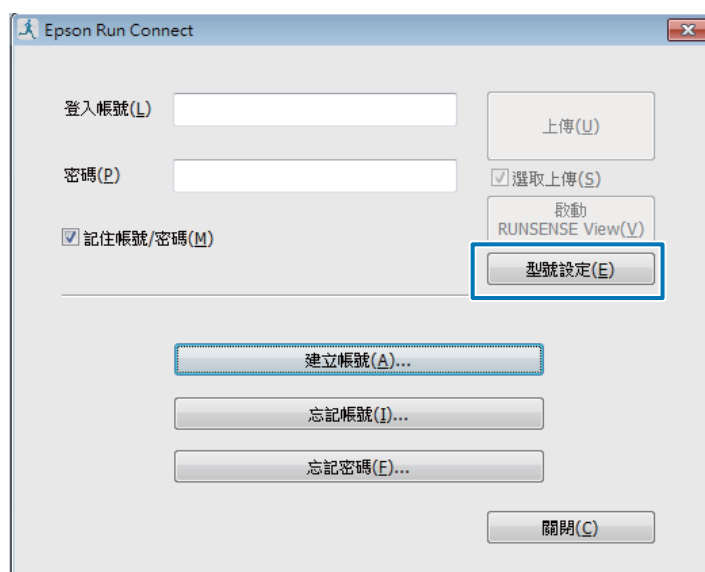 Epson Run Connect
登入帳號(L)
上傳(U)
密碼(P)
選取上傳(S)
啟動
RUNSENSE View(V)
記住帳號/密碼(M)
型號設定(E)
建立帳號(A)...
忘記帳號(I)...
忘記密碼(F)...
關閉(C)